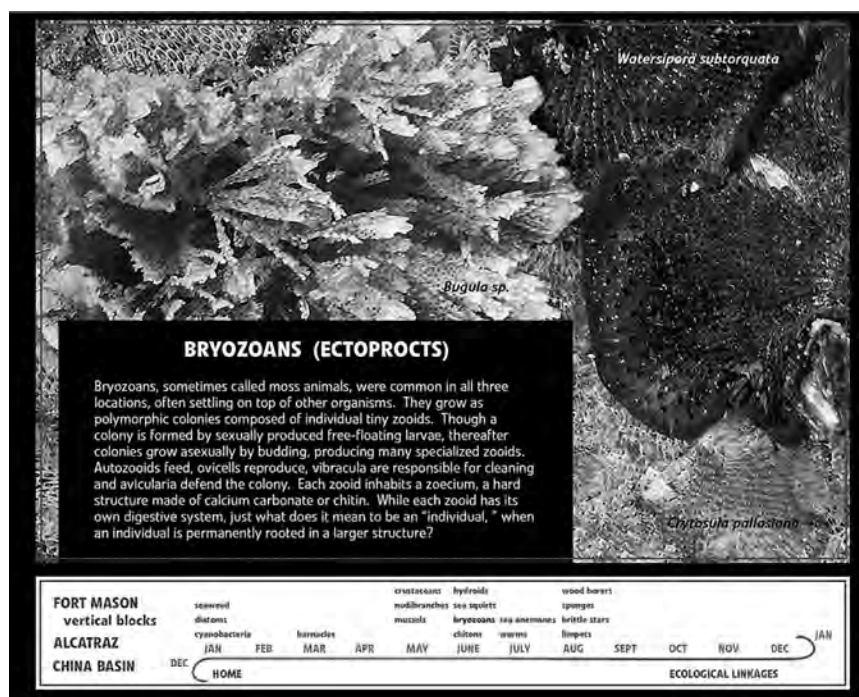 Watersipora subtorquata
Bugula sp.
BRYOZOANS (ECTOPROCTS)
Bryozoans, sometimes called moss animals, were common in all three
locations, often settling on top of other organisms. They grow as
polymorphic colonies composed of individual tiny zooids. Though a
colony is formed by sexually produced free-floating larvae, thereafter
colonies grow asexually by budding, producing many specialized zooids.
Autozooids feed, ovicells reproduce, vibracula are responsible for cleaning
and avicularia defend the colony. Each zooid inhabits a zoecium, a hard
structure made of calcium carbonate or chitin. While each zooid has its
own digestive system, just what does it mean to be an "individual, " when
an individual is permanently rooted in a larger structure?
Crytosula pallasiana →
FORT MASON
vertical blocks
ALCATRAZ
CHINA BASIN
crustaceans hydroids wood borers
seaweed nudibranches sea squirts sponges
diatoms mussels bryozoans sea anemones brittle stars
cyanobacteria barnacles chitons worms limpets
JAN FEB MAR APR MAY JUNE JULY AUG SEPT OCT NOV DEC JAN
DEC HOME ECOLOGICAL LINKAGES